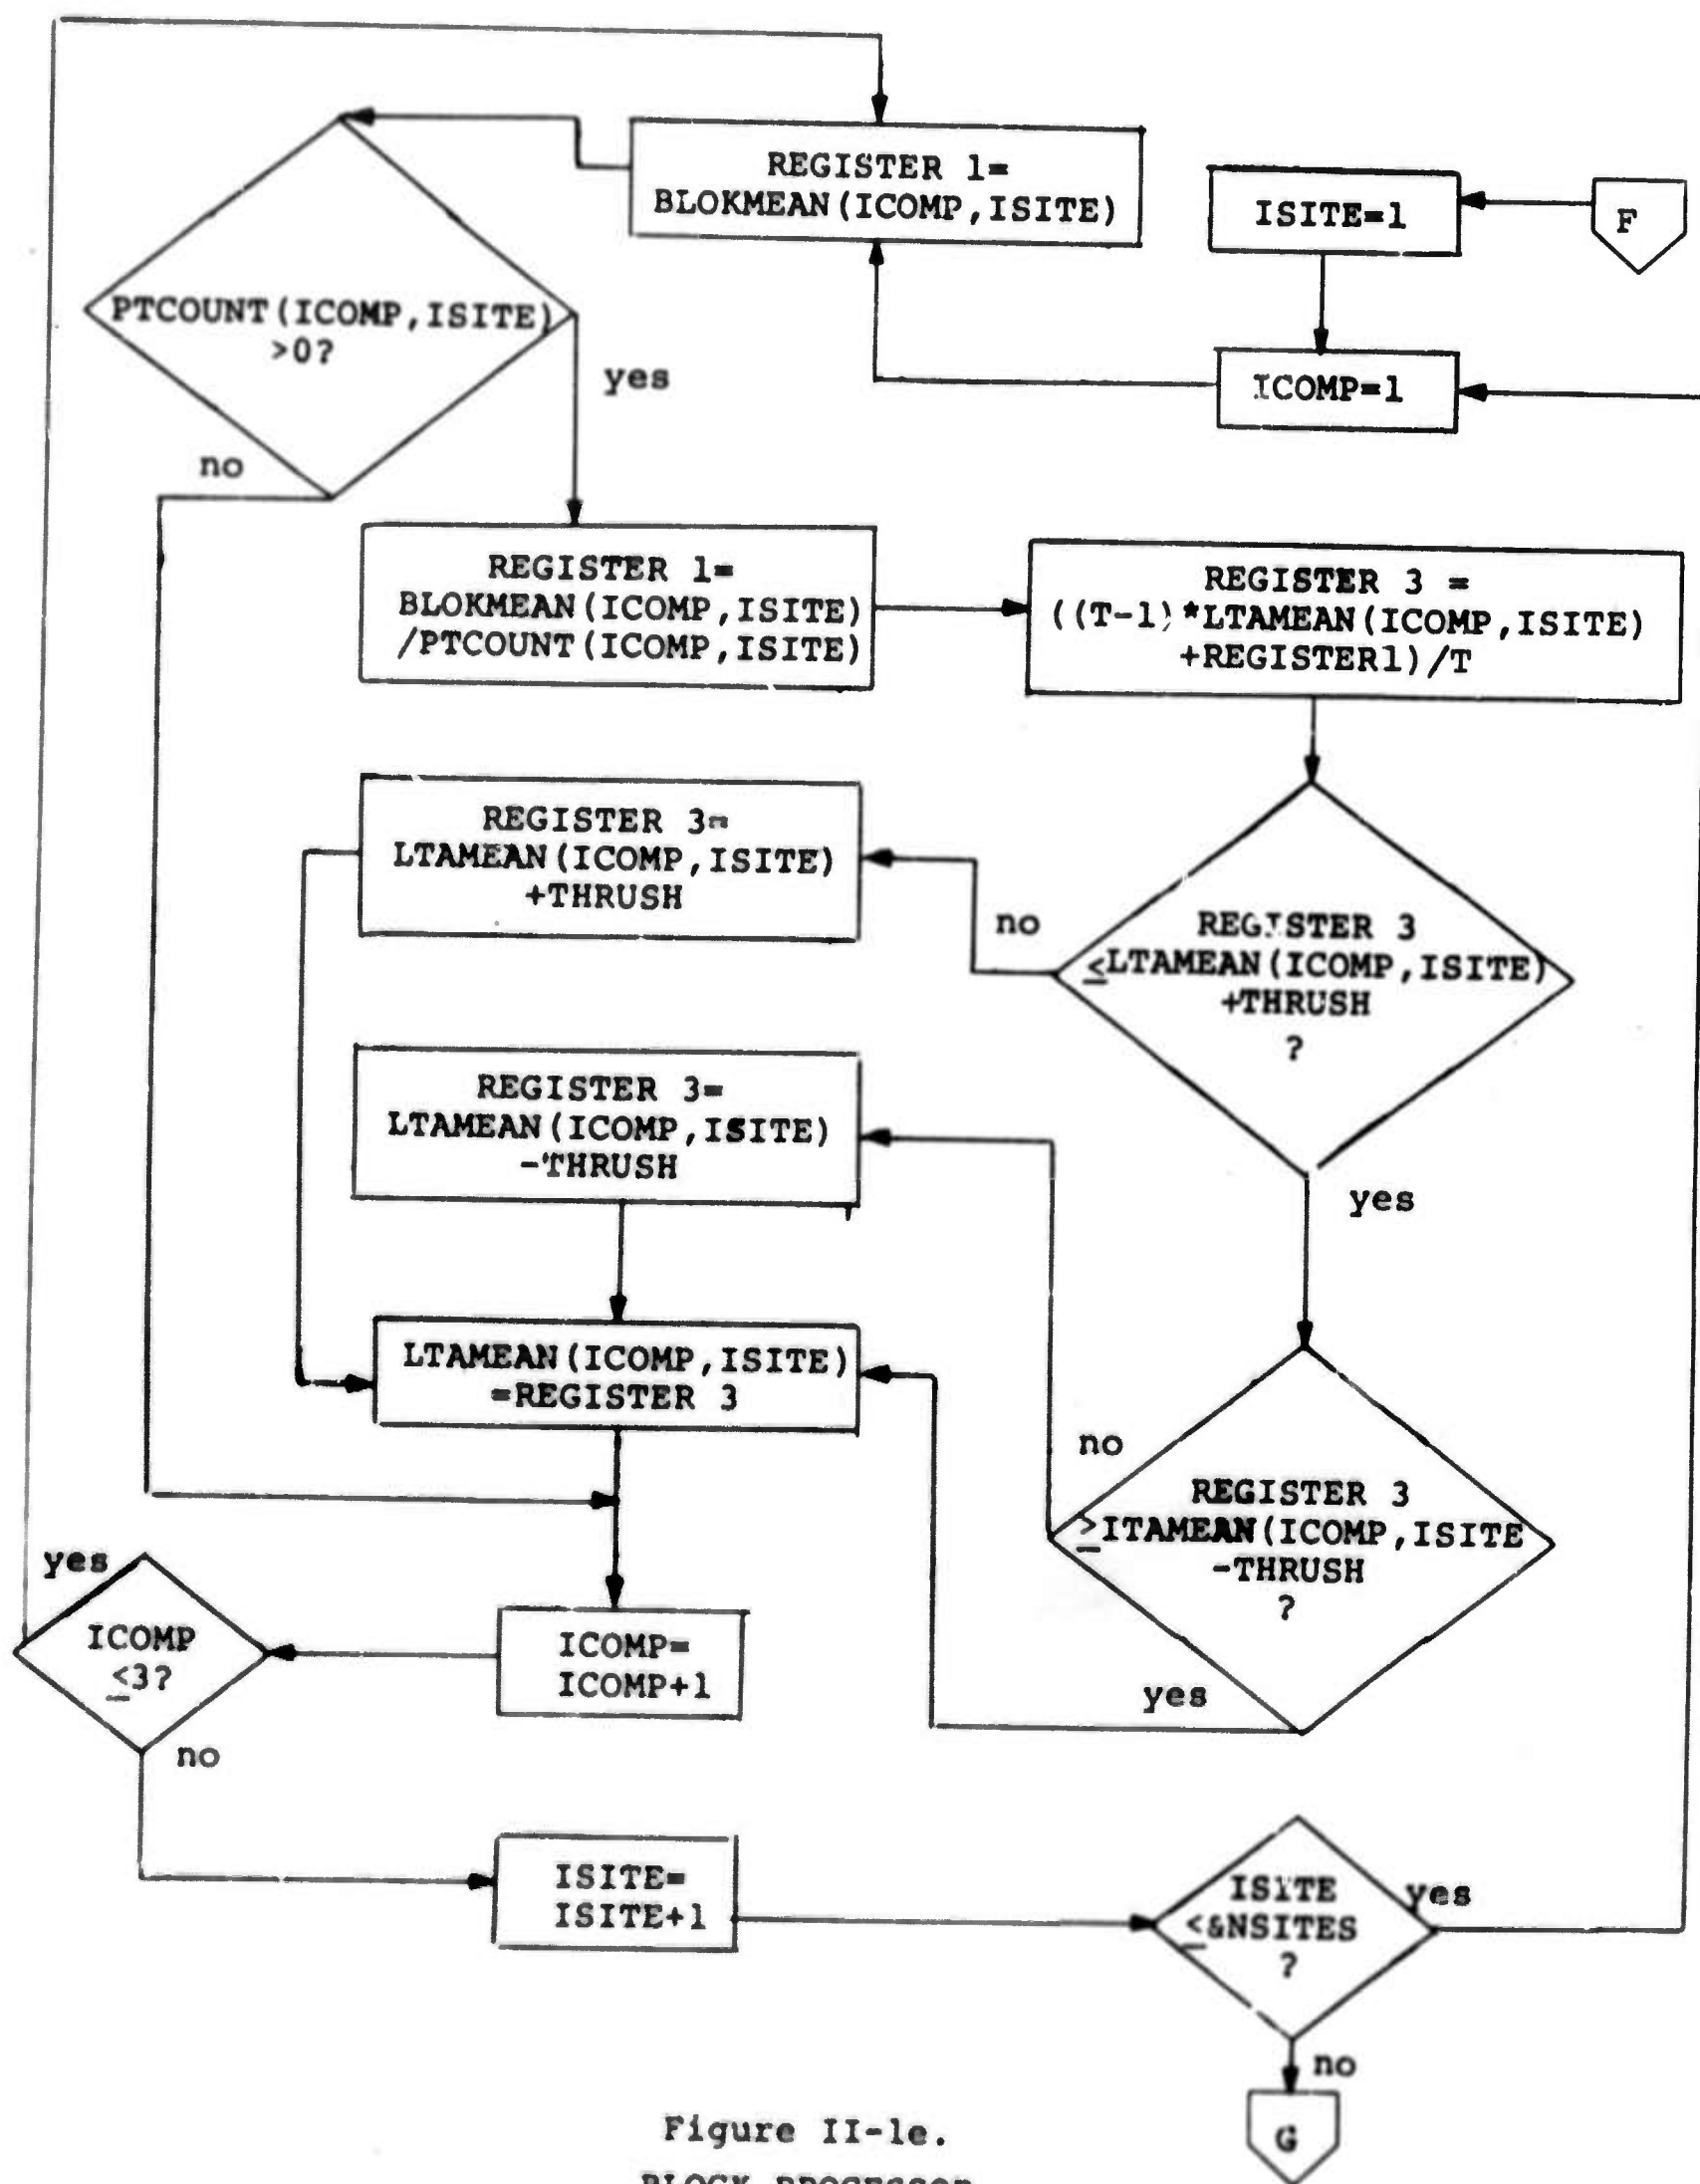 REGISTER 1=
BLOKMEAN(ICOMP,ISITE)
ISITE=1
F
PTCOUNT(ICOMP,ISITE)
>0?
yes
ICOMP=1
no
REGISTER 1=
BLOKMEAN(ICOMP,ISITE)
/PTCOUNT(ICOMP,ISITE)
REGISTER 3 =
((T-1)*LTAMEAN(ICOMP,ISITE)
+REGISTER1)/T
REGISTER 3=
LTAMEAN(ICOMP,ISITE)
+THRUSH
no
REGISTER 3
≤LTAMEAN(ICOMP,ISITE)
+THRUSH
?
yes
REGISTER 3=
LTAMEAN(ICOMP,ISITE)
-THRUSH
LTAMEAN(ICOMP,ISITE)
=REGISTER 3
no
REGISTER 3
≥ITAMEAN(ICOMP,ISITE
-THRUSH
?
yes
yes
ICOMP
≤3?
no
ICOMP=
ICOMP+1
ISITE=
ISITE+1
ISITE
≤&NSITES
?
yes
no
G
Figure II-1e.
BLOCK PROCESSOR